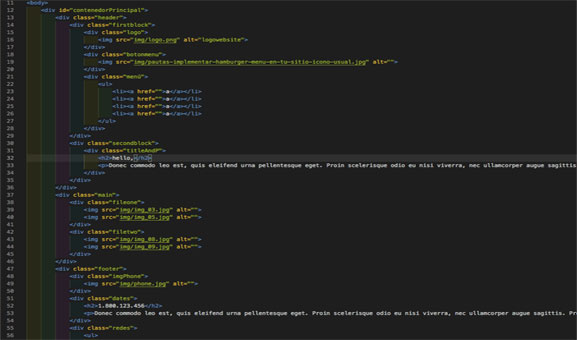 11 <body>
12 <div id="contenedorPrincipal">
13 <div class="header">
14 <div class="firstblock">
15 <div class="logo">
16 <img src="img/logo.png" alt="logowebsite">
17 </div>
18 <div class="botonmenu">
19 <img src="img/pautas-implementar-hamburger-menu-en-tu-sitio-icono-usual.jpg" alt="">
20 </div>
21 <div class="menú">
22 <ul>
23 <li><a href="">a</a></li>
24 <li><a href="">a</a></li>
25 <li><a href="">a</a></li>
26 <li><a href="">a</a></li>
27 </ul>
28 </div>
29 </div>
30 <div class="secondblock">
31 <div class="titleAndP">
32 <h2>hello,</h2>
33 <p>Donec commodo leo est, quis eleifend urna pellentesque eget. Proin scelerisque odio eu nisi viverra, nec ullamcorper augue sagittis
34 </div>
35 </div>
36 </div>
37 <div class="main">
38 <div class="fileone">
39 <img src="img/img_03.jpg" alt="">
40 <img src="img/img_05.jpg" alt="">
41 </div>
42 <div class="filetwo">
43 <img src="img/img_08.jpg" alt="">
44 <img src="img/img_09.jpg" alt="">
45 </div>
46 </div>
47 <div class="footer">
48 <div class="imgPhone">
49 <img src="img/phone.jpg" alt="">
50 </div>
51 <div class="dates">
52 <h2>1.800.123.456</h2>
53 <p>Donec commodo leo est, quis eleifend urna pellentesque eget. Proin scelerisque odio eu nisi viverra, nec ullamcorper augue sagittis. Pr
54 </div>
55 <div class="redes">
56 <ul>